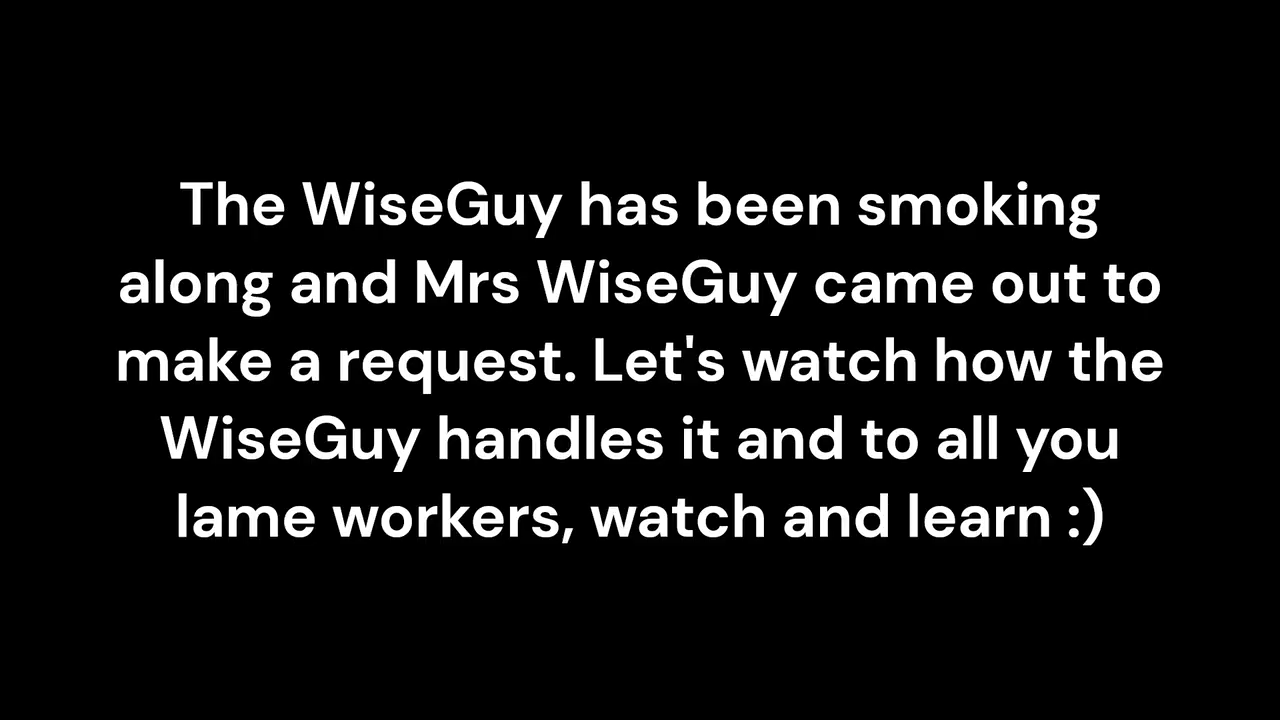 The WiseGuy has been smoking
along and Mrs WiseGuy came out to
make a request. Let's watch how the
WiseGuy handles it and to all you
lame workers, watch and learn :)